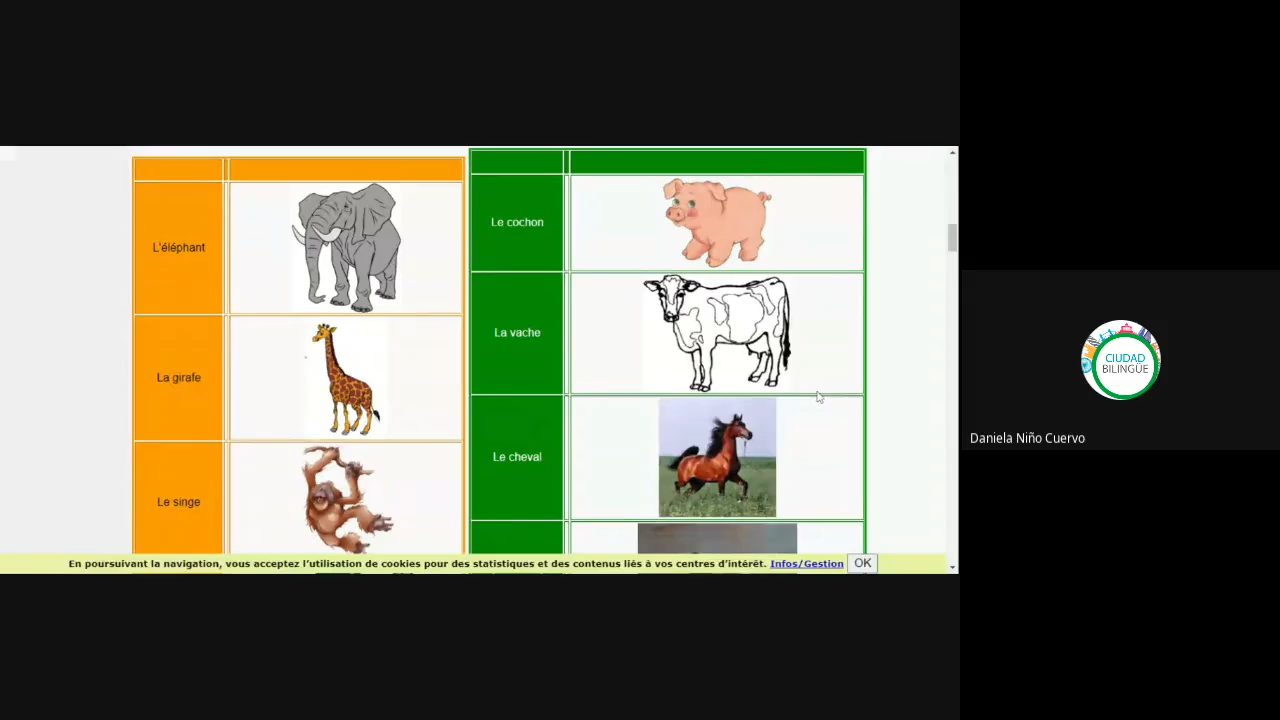 L'éléphant
La girafe
Le singe
Le cochon
La vache
Le cheval
En poursuivant la navigation, vous acceptez l'utilisation de cookies pour des statistiques et des contenus liés à vos centres d'intérêt. Infos/Gestion OK
CIUDAD
BILINGÜE
Daniela Niño Cuervo